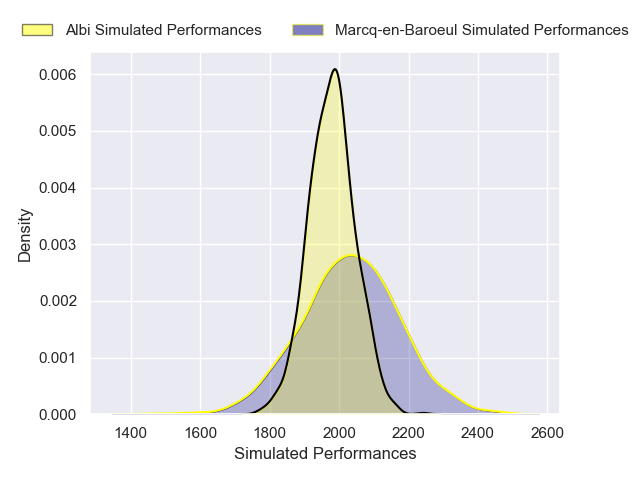 Albi Simulated Performances
Marcq-en-Baroeul Simulated Performances
0.006
0.005
0.004
0.003
0.002
0.001
0.000
Density
1400 1600 1800 2000 2200 2400 2600
Simulated Performances